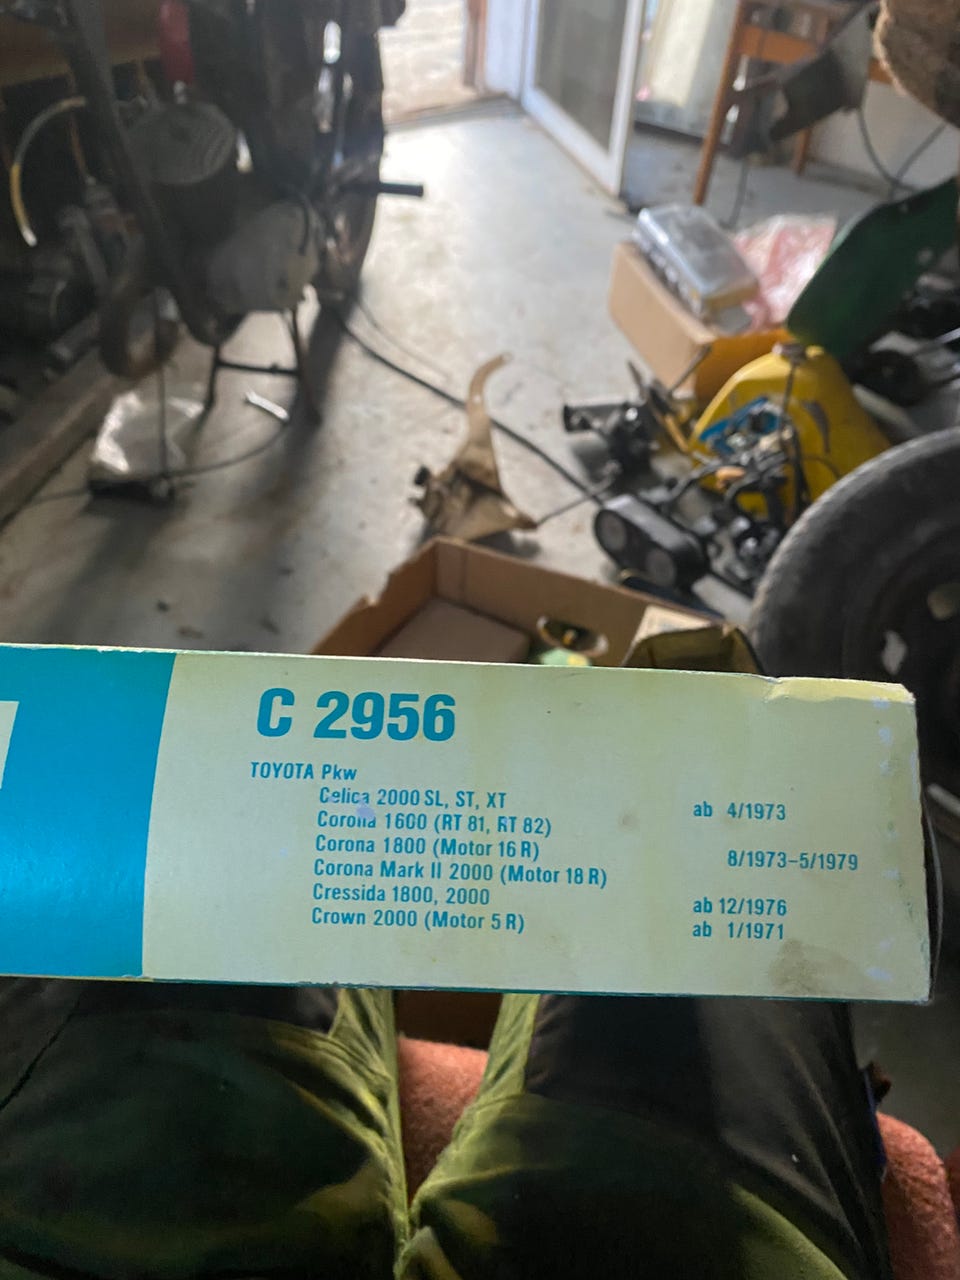 C 2956
TOYOTA Pkw
Celica 2000 SL, ST, XT ab 4/1973
Corona 1600 (RT 81, RT 82)
Corona 1800 (Motor 16 R) 8/1973–5/1979
Corona Mark II 2000 (Motor 18 R)
Cressida 1800, 2000 ab 12/1976
Crown 2000 (Motor 5 R) ab 1/1971